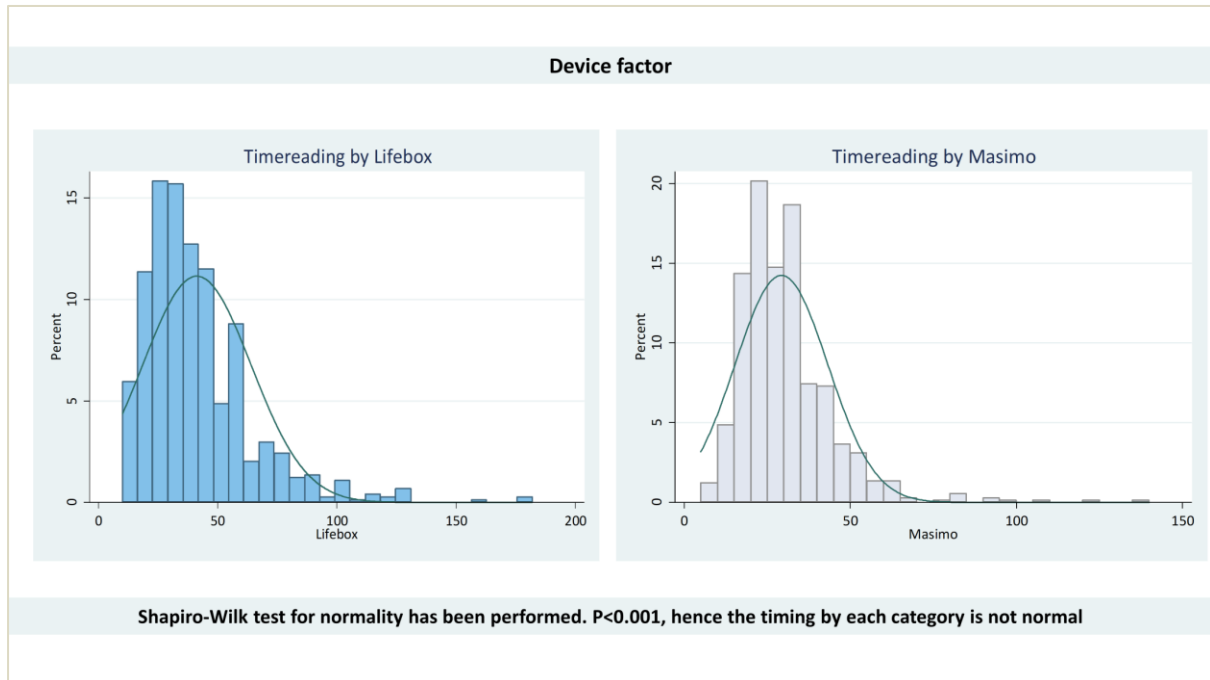 Device factor
Timereading by Lifebox
15
10
5
0
Percent
0 50 100 150 200
Lifebox
Timereading by Masimo
20
15
10
5
0
Percent
0 50 100 150
Masimo
Shapiro-Wilk test for normality has been performed. P<0.001, hence the timing by each category is not normal